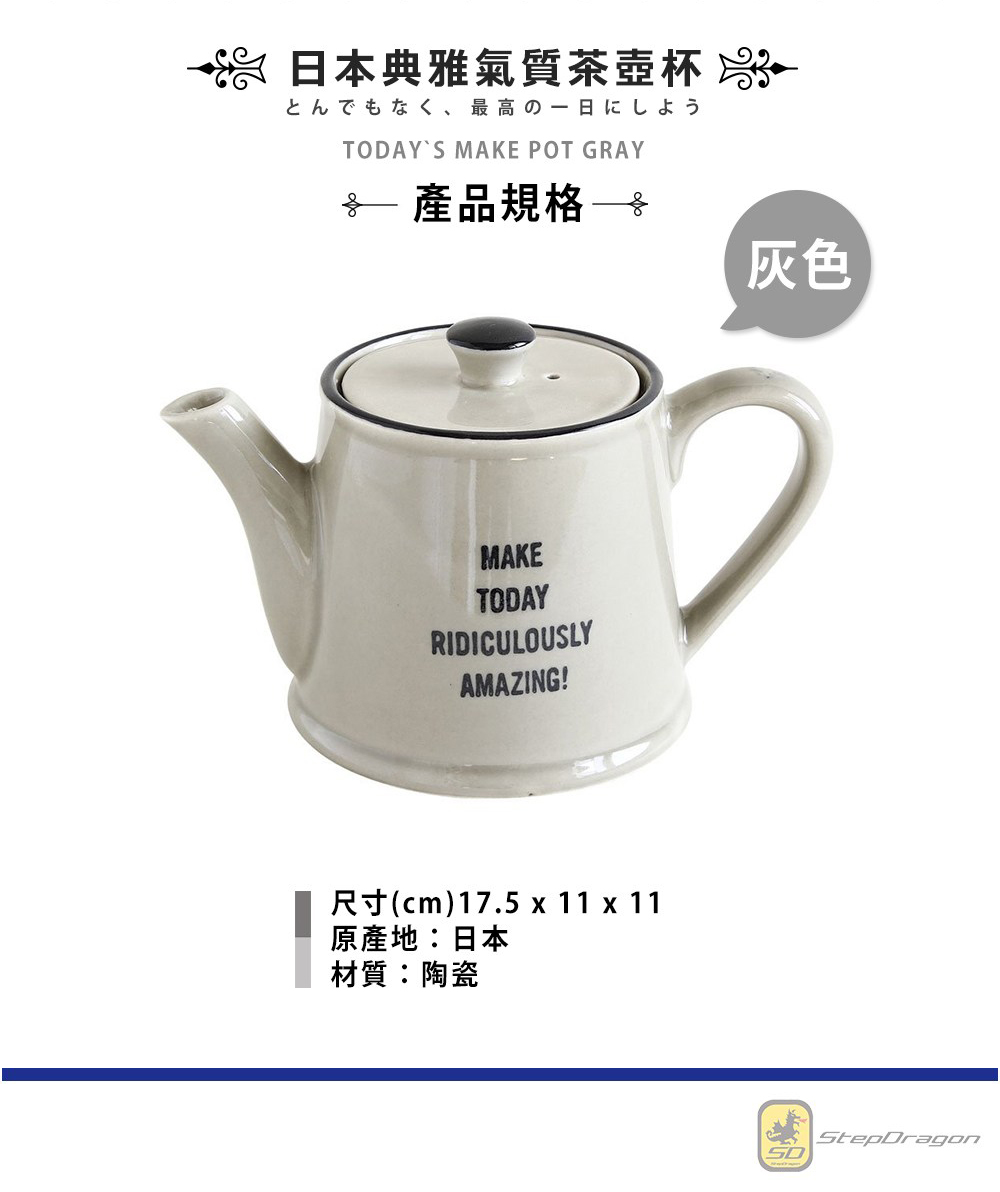 日本典雅氣質茶壺杯
とんでもなく、最高の一日にしよう
TODAY`S MAKE POT GRAY
產品規格
灰色
MAKE
TODAY
RIDICULOUSLY
AMAZING!
尺寸(cm)17.5 x 11 x 11
原產地：日本
材質：陶瓷
SD
StepDragon
StepDragon